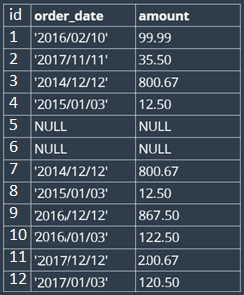 id order_date amount
1 '2016/02/10' 99.99
2 '2017/11/11' 35.50
3 '2014/12/12' 800.67
4 '2015/01/03' 12.50
5 NULL NULL
6 NULL NULL
7 '2014/12/12' 800.67
8 '2015/01/03' 12.50
9 '2016/12/12' 867.50
10 '2016/01/03' 122.50
11 '2017/12/12' 200.67
12 '2017/01/03' 120.50